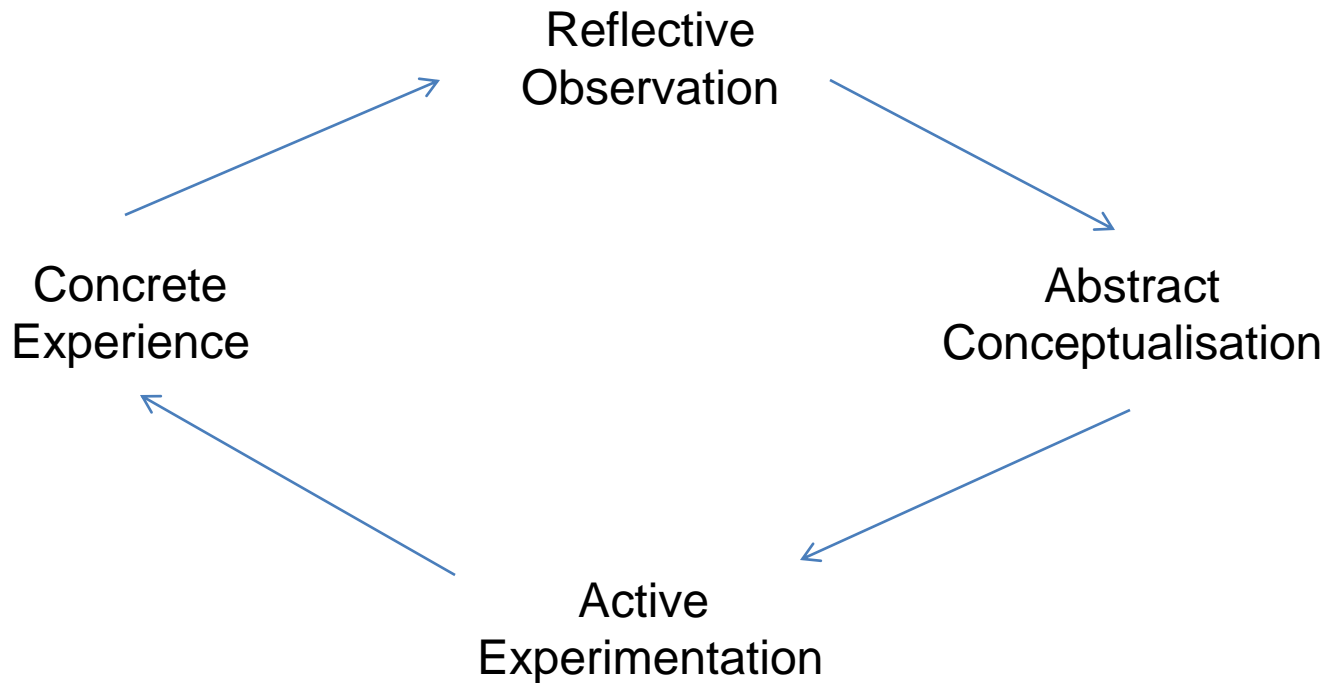 Reflective
Observation
Concrete
Experience
Abstract
Conceptualisation
Active
Experimentation